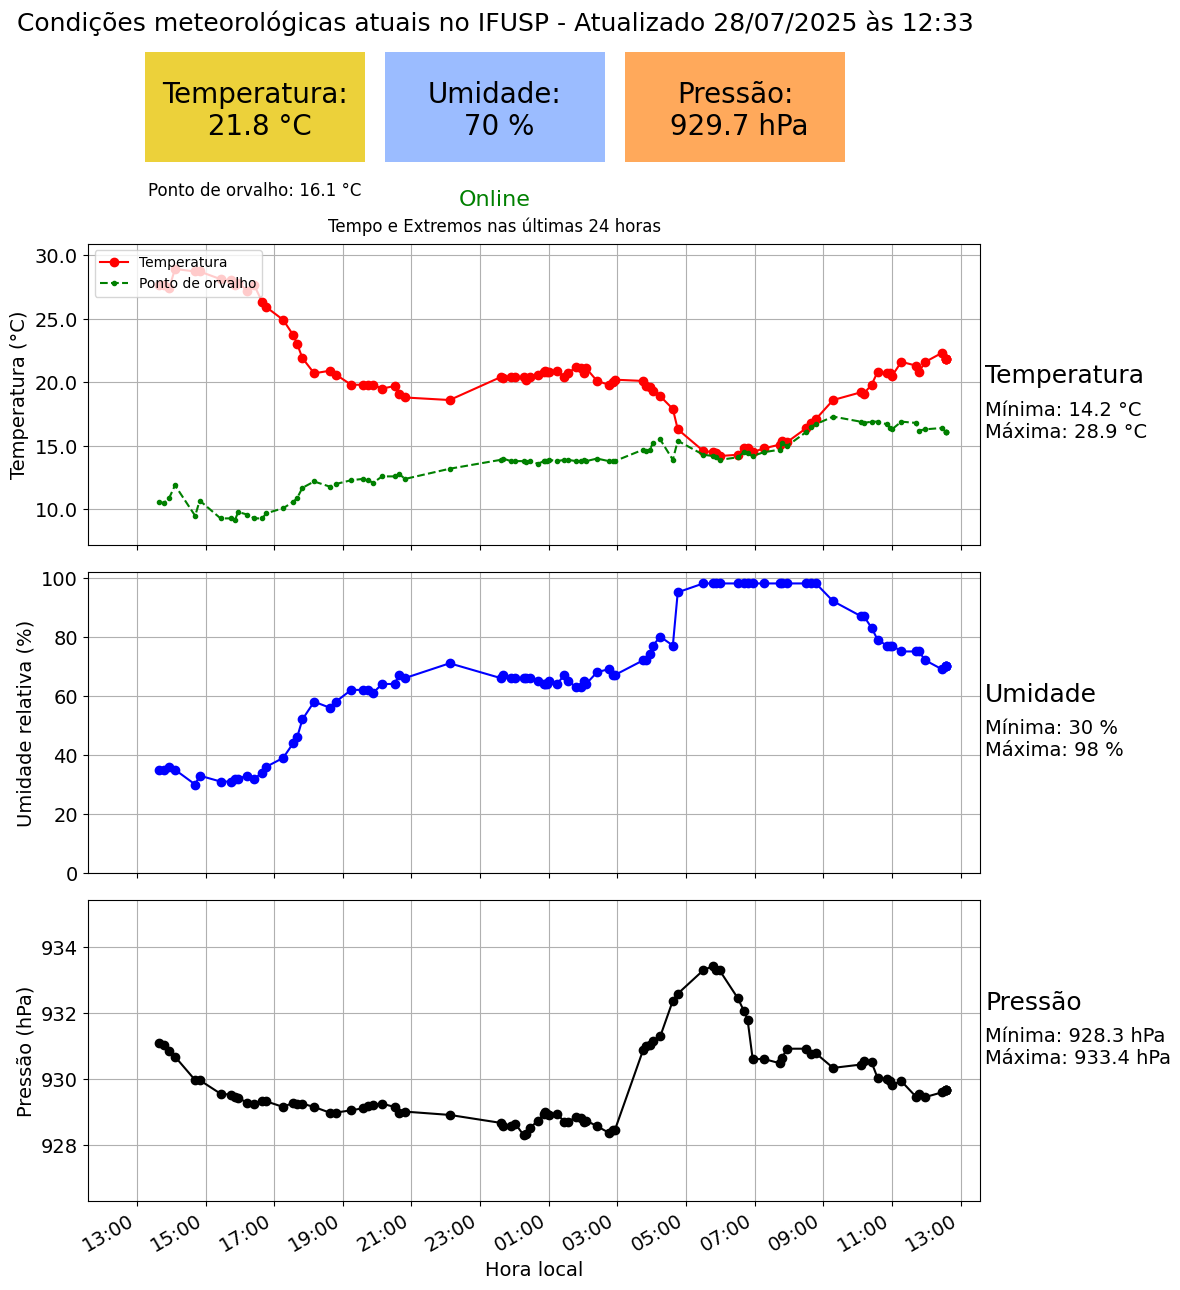 Condições meteorológicas atuais no IFUSP - Atualizado 28/07/2025 às 12:33
Temperatura:
21.8 °C
Umidade:
70 %
Pressão:
929.7 hPa
Ponto de orvalho: 16.1 °C
Online
Tempo e Extremos nas últimas 24 horas
Temperatura
Ponto de orvalho
Temperatura (°C)
30.0
25.0
20.0
15.0
10.0
Temperatura
Mínima: 14.2 °C
Máxima: 28.9 °C
Umidade relativa (%)
100
80
60
40
20
0
Umidade
Mínima: 30 %
Máxima: 98 %
Pressão (hPa)
934
932
930
928
Pressão
Mínima: 928.3 hPa
Máxima: 933.4 hPa
13:00 15:00 17:00 19:00 21:00 23:00 01:00 03:00 05:00 07:00 09:00 11:00 13:00
Hora local